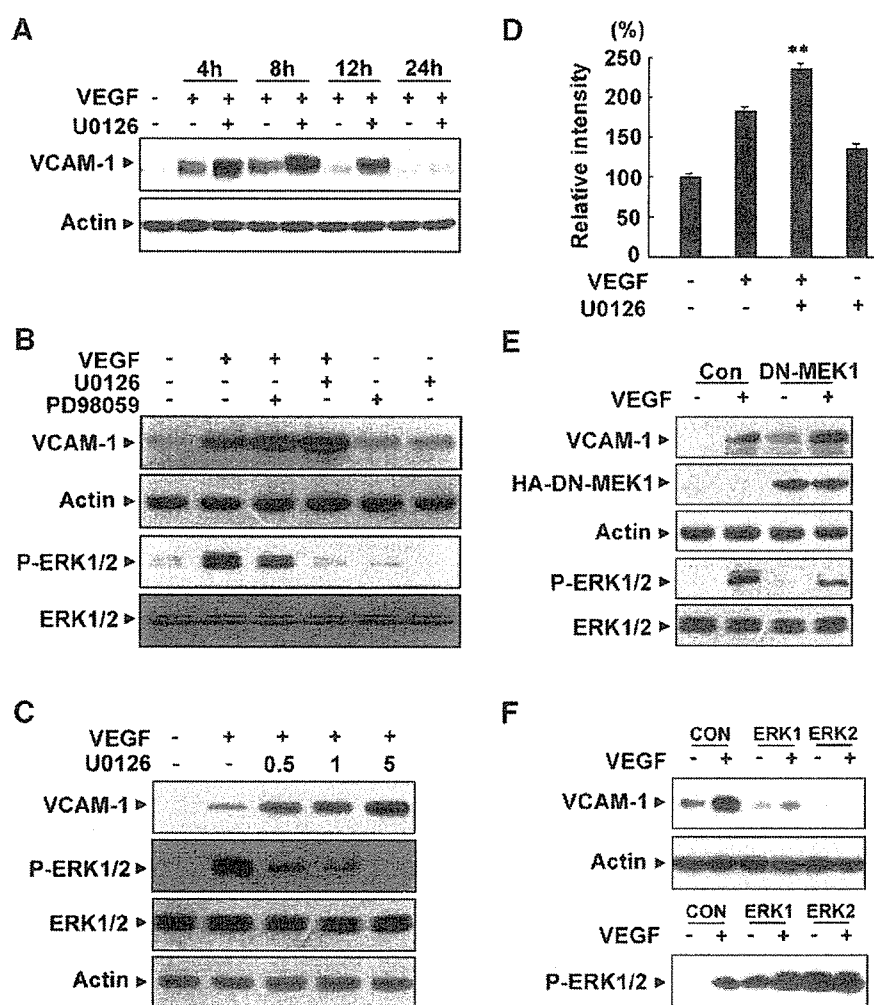 A
4h 8h 12h 24h
VEGF - + + + + + + + +
U0126 - - + - + - + - +
VCAM-1
Actin
B
VEGF - + + + - -
U0126 - - - + - +
PD98059 - - + - + -
VCAM-1
Actin
P-ERK1/2
ERK1/2
C
VEGF - + + + +
U0126 - - 0.5 1 5
VCAM-1
P-ERK1/2
ERK1/2
Actin
D
(%)
250
200
150
100
50
0
Relative intensity
**
VEGF - + + -
U0126 - - + +
E
Con DN-MEK1
VEGF - + - +
VCAM-1
HA-DN-MEK1
Actin
P-ERK1/2
ERK1/2
F
CON ERK1 ERK2
VEGF - + - + - +
VCAM-1
Actin
CON ERK1 ERK2
VEGF - + - + - +
P-ERK1/2